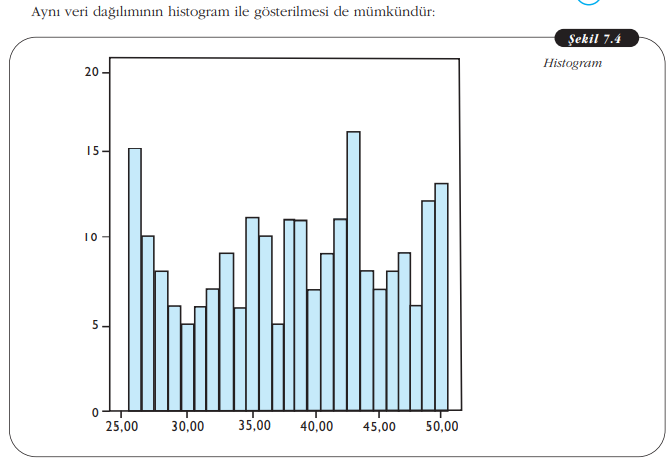 Aynı veri dağılımının histogram ile gösterilmesi de mümkündür:
Şekil 7.4
Histogram
20
15
10
5
0
25,00 30,00 35,00 40,00 45,00 50,00